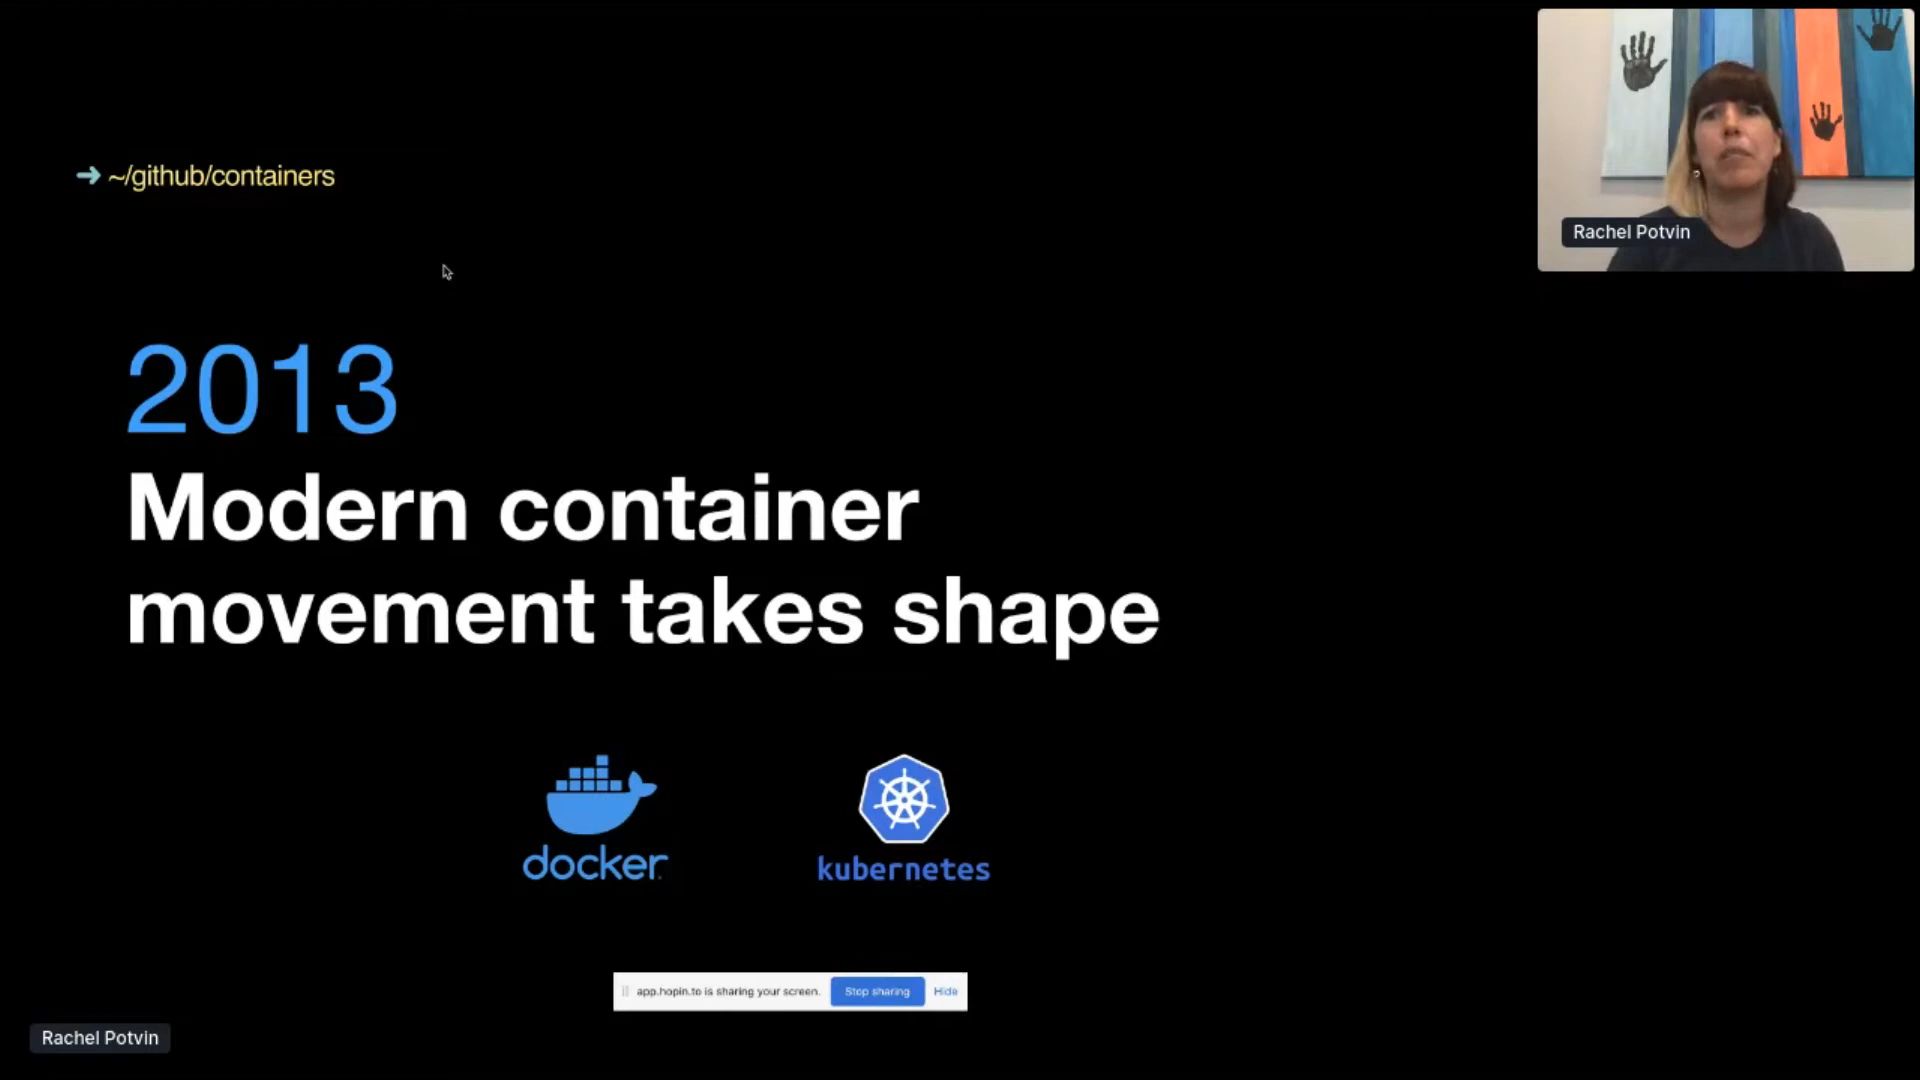 ➜ ~/github/containers
Rachel Potvin
2013
Modern container
movement takes shape
docker
kubernetes
app.hopin.to is sharing your screen. Stop sharing Hide
Rachel Potvin